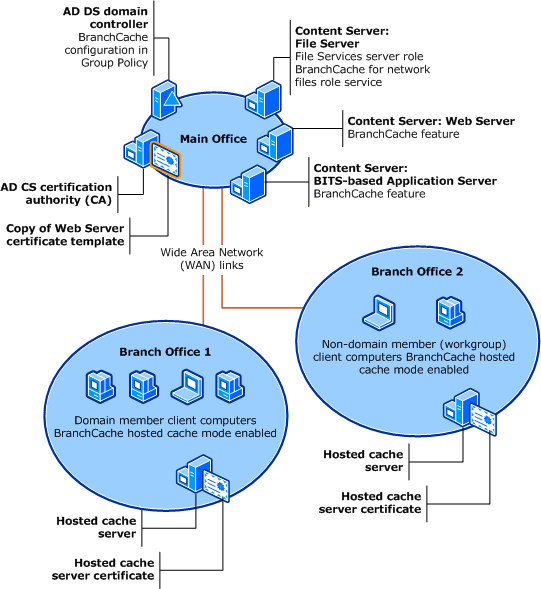 AD DS domain
controller
BranchCache
configuration in
Group Policy
Content Server:
File Server
File Services server role
BranchCache for network
files role service
Main Office
Content Server: Web Server
BranchCache feature
Content Server:
BITS-based Application Server
BranchCache feature
AD CS certification
authority (CA)
Copy of Web Server
certificate template
Wide Area Network
(WAN) links
Branch Office 2
Non-domain member (workgroup)
client computers BranchCache hosted
cache mode enabled
Branch Office 1
Domain member client computers
BranchCache hosted cache mode enabled
Hosted cache
server
Hosted cache
server certificate
Hosted cache
server
Hosted cache
server certificate